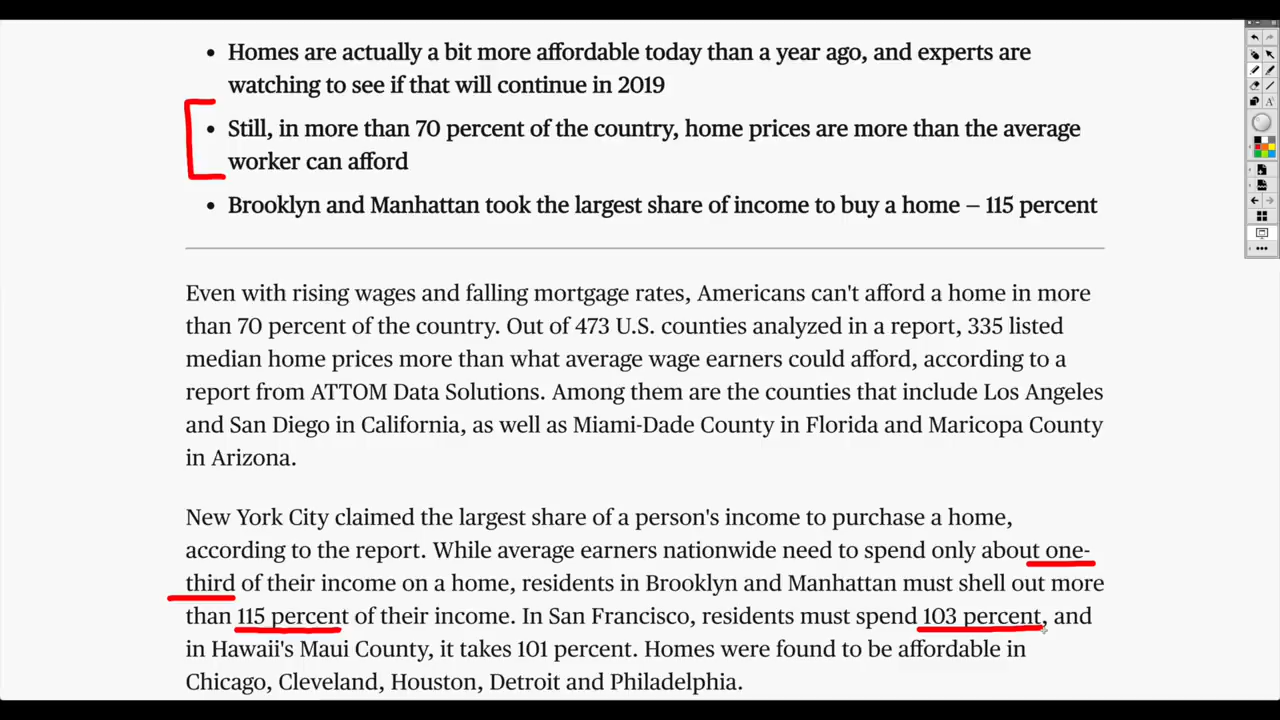 • Homes are actually a bit more affordable today than a year ago, and experts are
watching to see if that will continue in 2019
• Still, in more than 70 percent of the country, home prices are more than the average
worker can afford
• Brooklyn and Manhattan took the largest share of income to buy a home – 115 percent
Even with rising wages and falling mortgage rates, Americans can't afford a home in more
than 70 percent of the country. Out of 473 U.S. counties analyzed in a report, 335 listed
median home prices more than what average wage earners could afford, according to a
report from ATTOM Data Solutions. Among them are the counties that include Los Angeles
and San Diego in California, as well as Miami-Dade County in Florida and Maricopa County
in Arizona.
New York City claimed the largest share of a person's income to purchase a home,
according to the report. While average earners nationwide need to spend only about one-
third of their income on a home, residents in Brooklyn and Manhattan must shell out more
than 115 percent of their income. In San Francisco, residents must spend 103 percent, and
in Hawaii's Maui County, it takes 101 percent. Homes were found to be affordable in
Chicago, Cleveland, Houston, Detroit and Philadelphia.